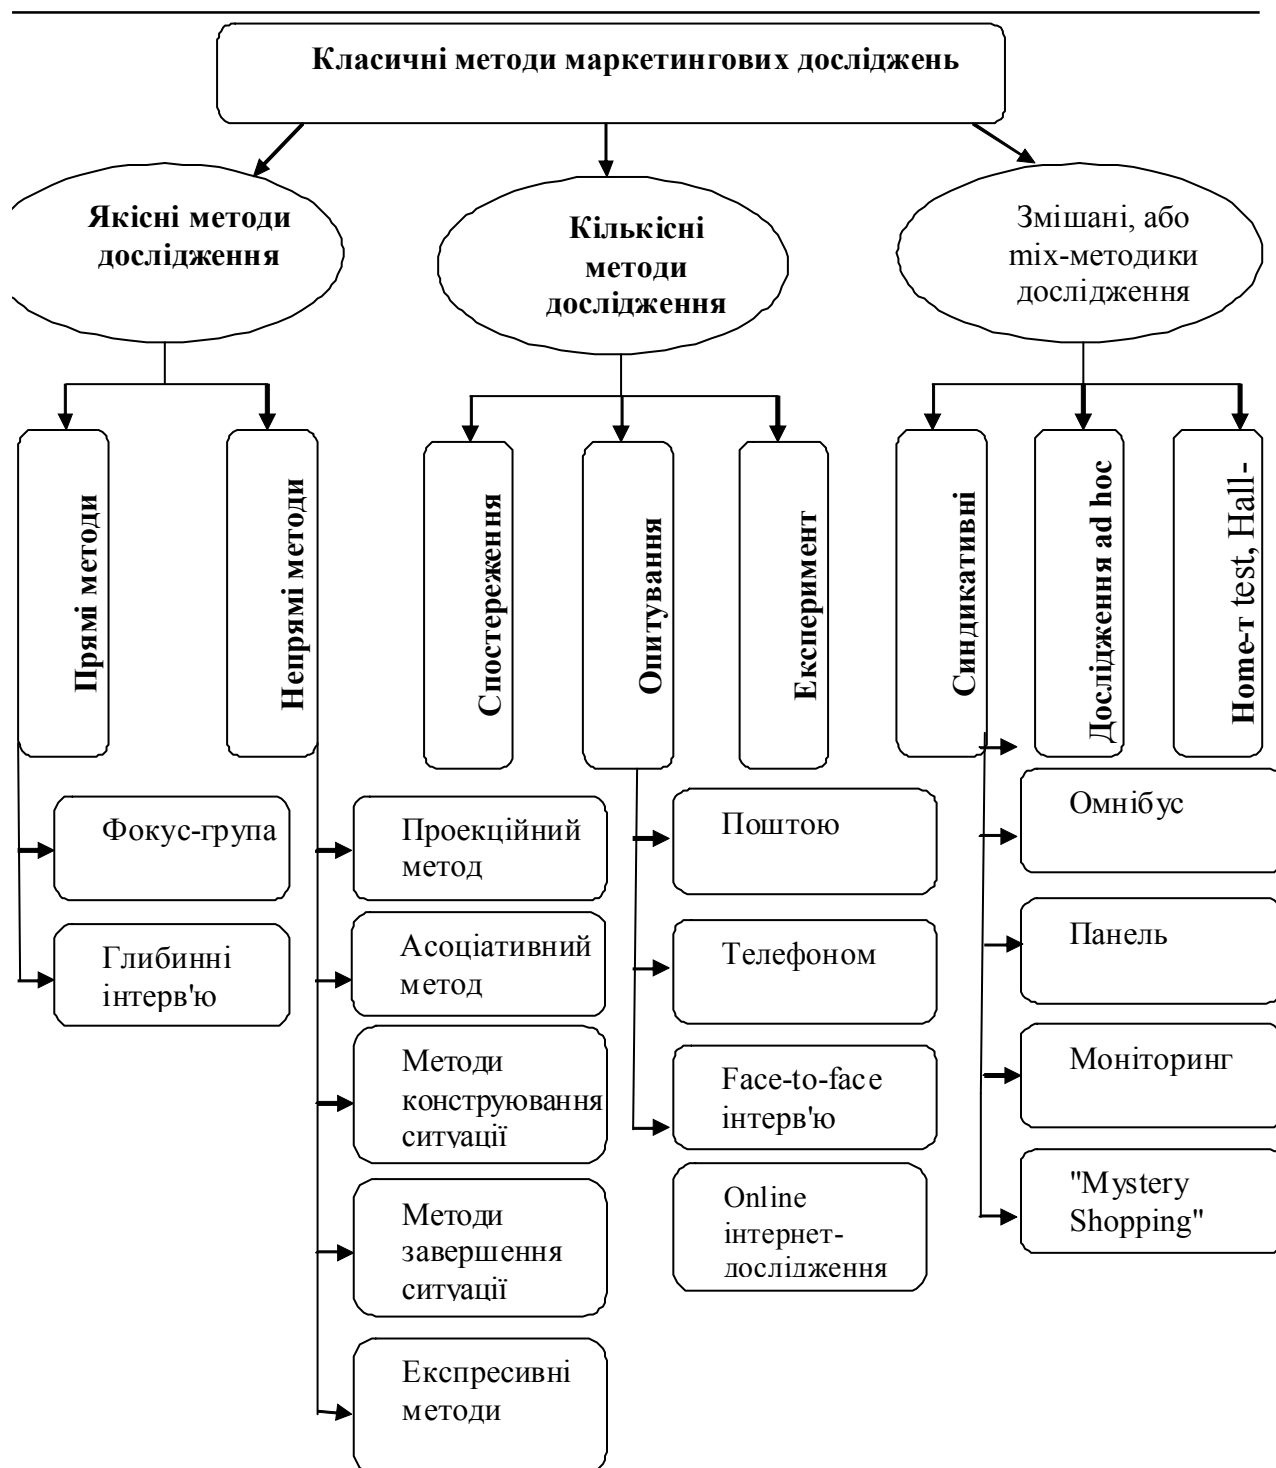 Класичні методи маркетингових досліджень
Якісні методи
дослідження
Кількісні
методи
дослідження
Змішані, або
mix-методики
дослідження
Прямі методи
Непрямі методи
Спостереження
Опитування
Експеримент
Синдикативні
Дослідження ad hoc
Home-т test, Hall-
Фокус-група
Глибинні
інтерв'ю
Проекційний
метод
Асоціативний
метод
Методи
конструювання
ситуації
Методи
завершення
ситуації
Експресивні
методи
Поштою
Телефоном
Face-to-face
інтерв'ю
Online
інтернет-
дослідження
Омнібус
Панель
Моніторинг
"Mystery
Shopping"